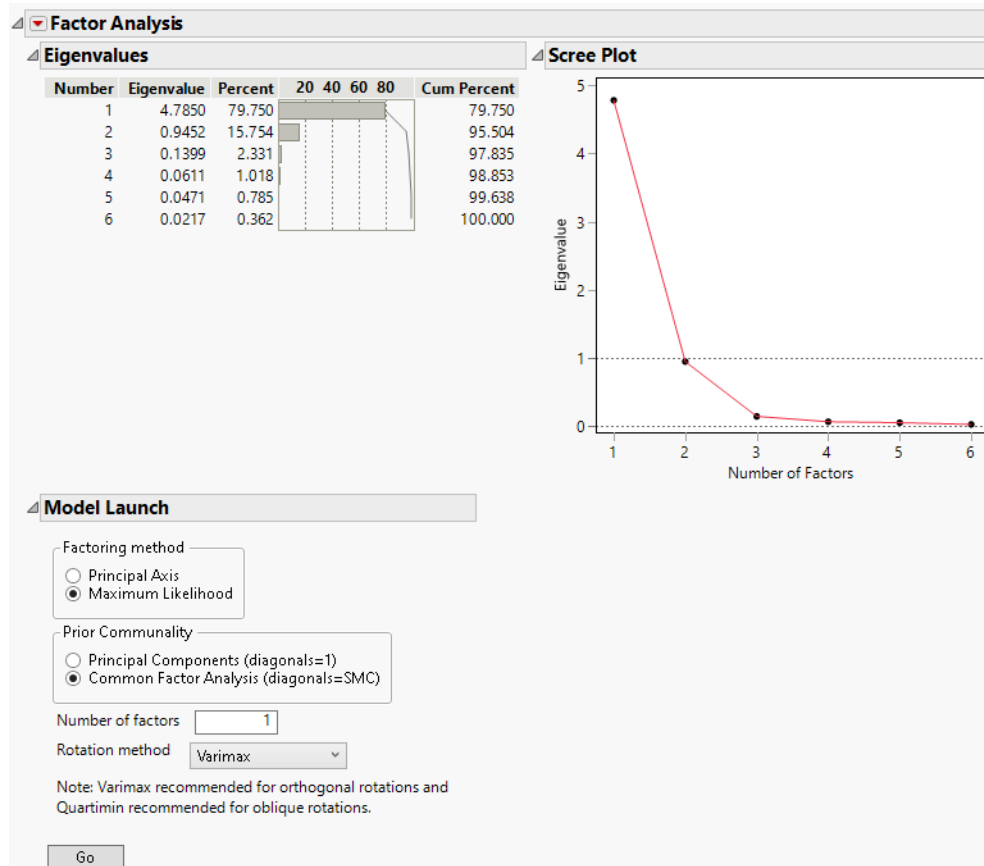 Factor Analysis
Eigenvalues
Number Eigenvalue Percent 20 40 60 80 Cum Percent
1 4.7850 79.750 79.750
2 0.9452 15.754 95.504
3 0.1399 2.331 97.835
4 0.0611 1.018 98.853
5 0.0471 0.785 99.638
6 0.0217 0.362 100.000
Scree Plot
5
4
3
2
1
0
Eigenvalue
1 2 3 4 5 6
Number of Factors
Model Launch
Factoring method
Principal Axis
Maximum Likelihood
Prior Communality
Principal Components (diagonals=1)
Common Factor Analysis (diagonals=SMC)
Number of factors 1
Rotation method Varimax
Note: Varimax recommended for orthogonal rotations and
Quartimin recommended for oblique rotations.
Go